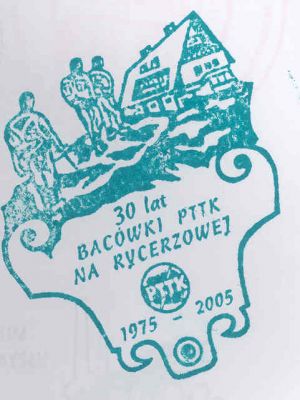 30 lat
BACÓWKI PTTK
NA RYCERZOWEJ
PTTK
1975 - 2005